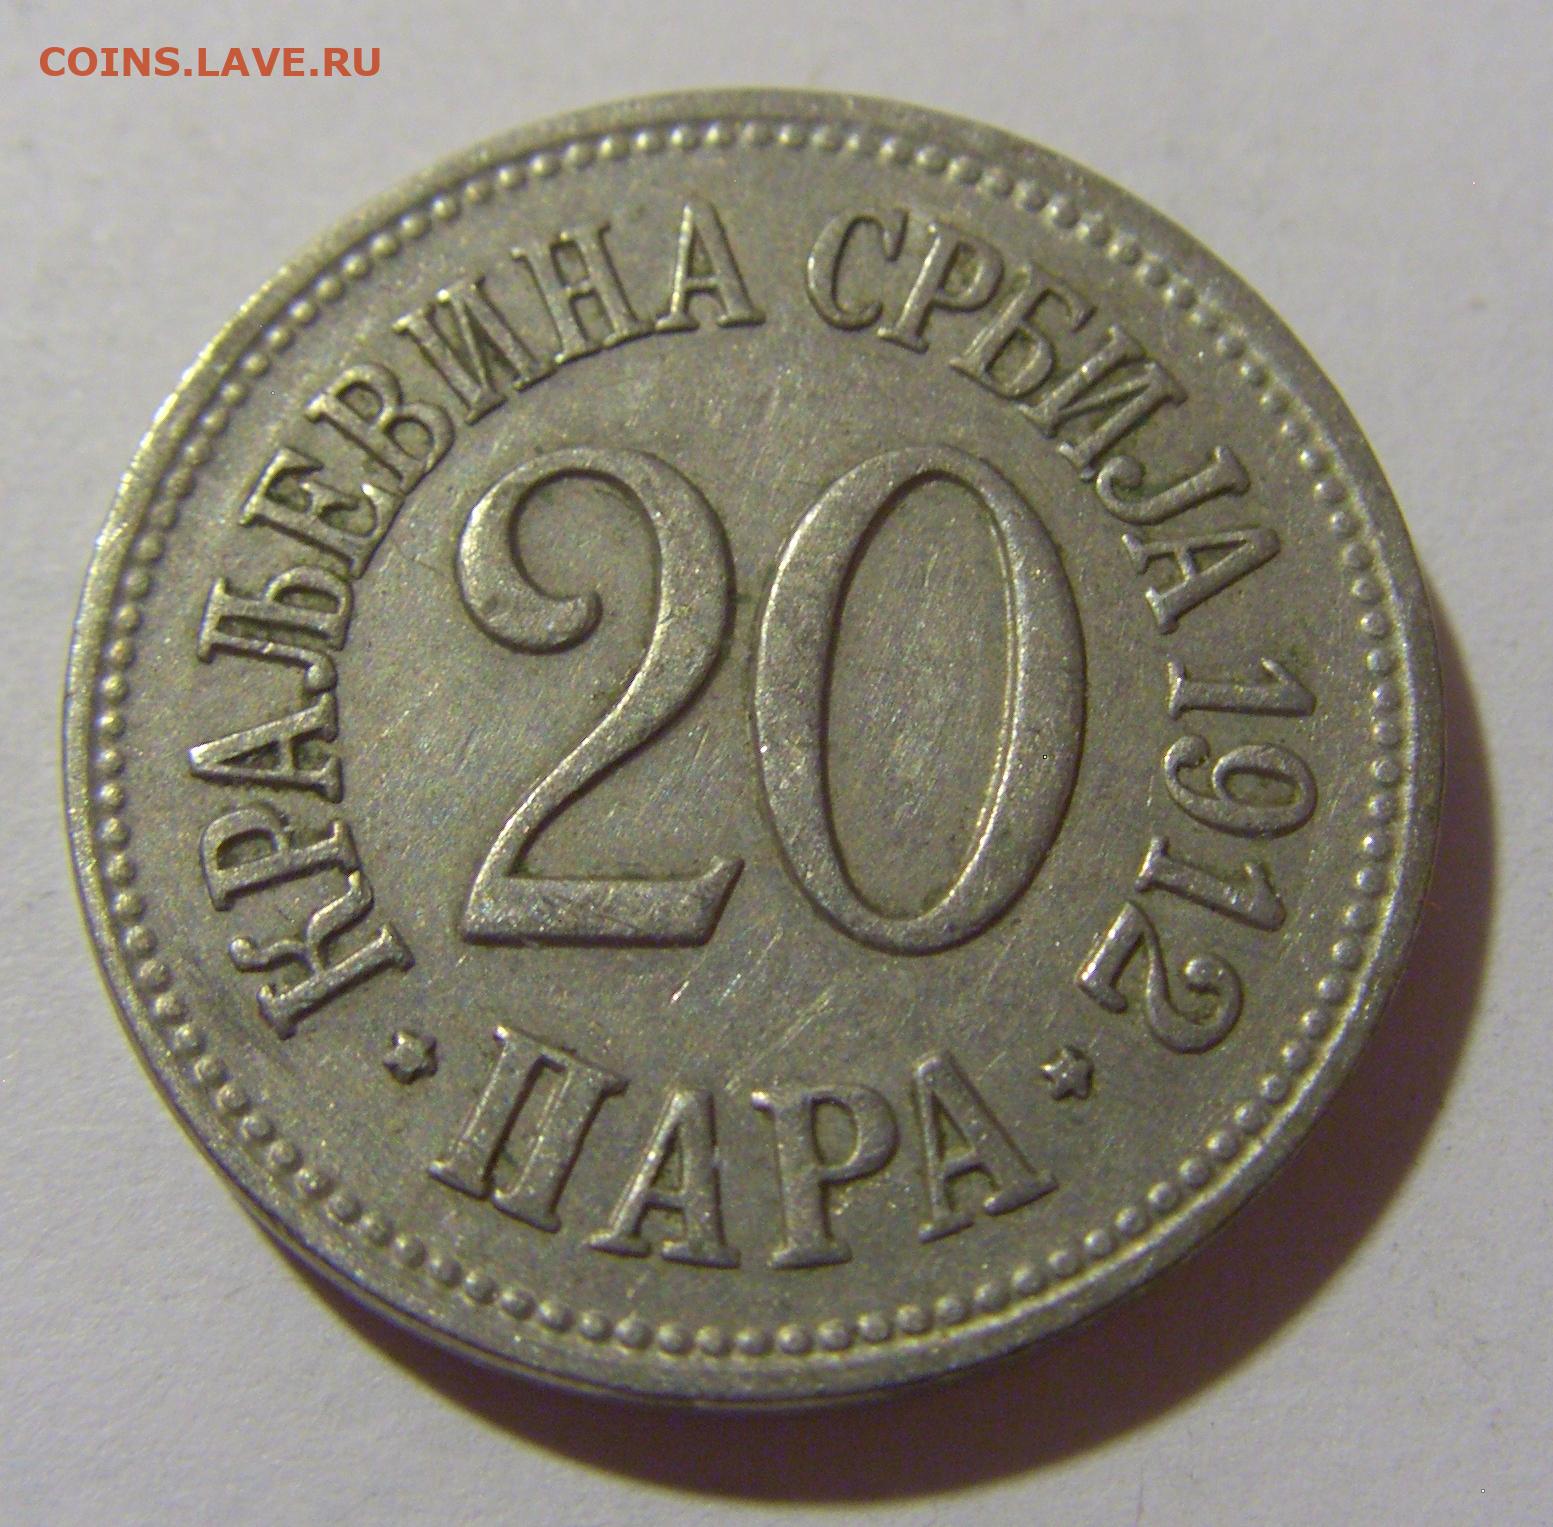 COINS.LAVE.RU
КРАЉЕВИНА СРБИЈА 1912
20
ПАРА